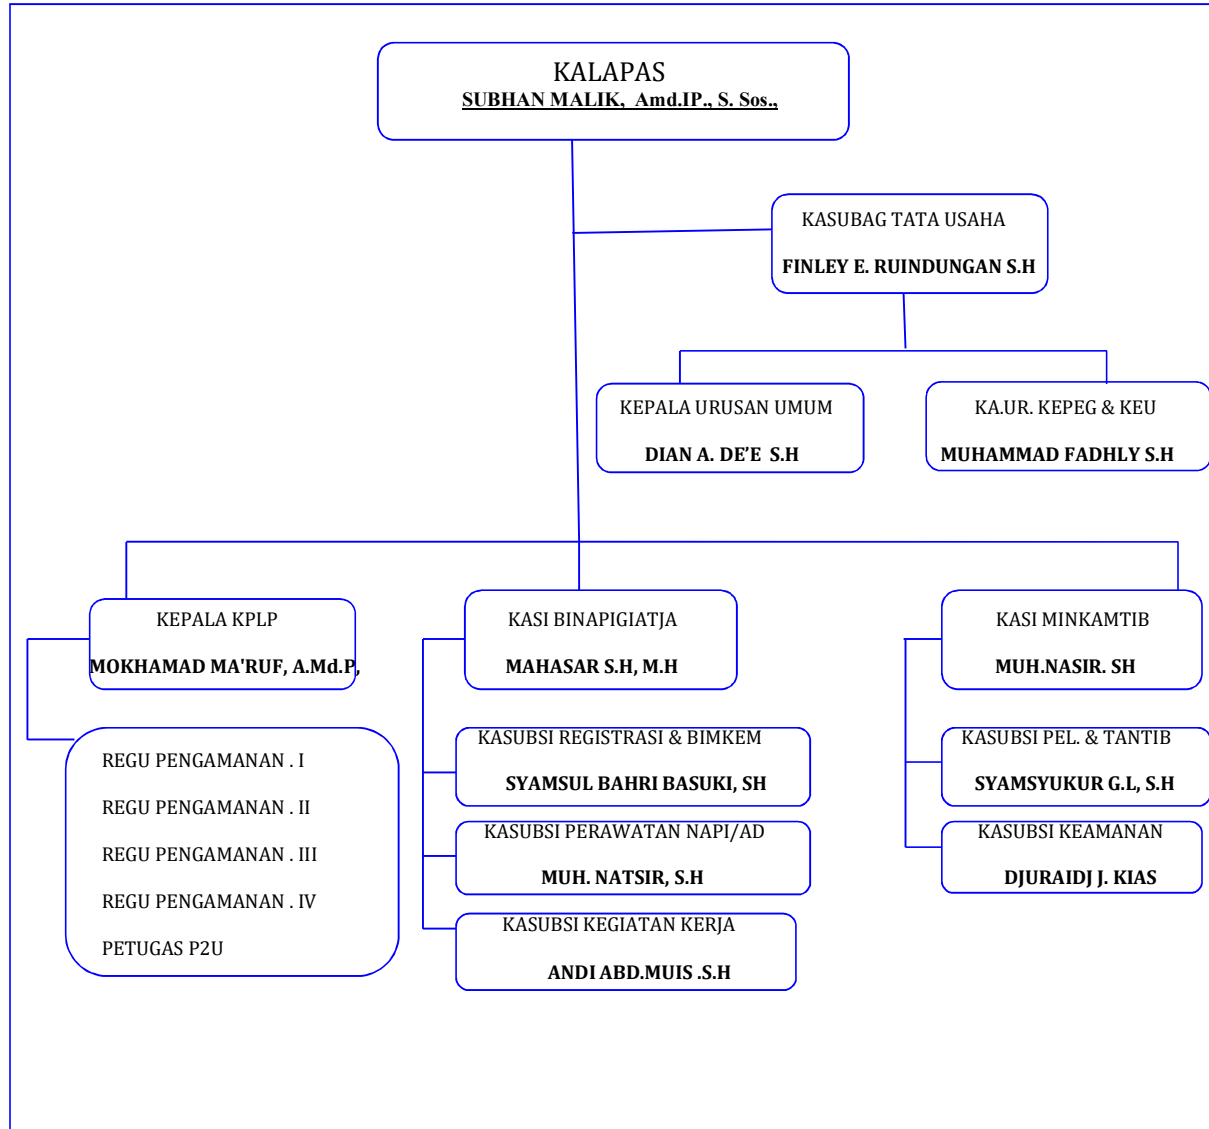 KALAPAS
SUBHAN MALIK, Amd.IP., S. Sos.,
KASUBAG TATA USAHA
FINLEY E. RUINDUNGAN S.H
KEPALA URUSAN UMUM
DIAN A. DE’E S.H
KA.UR. KEPEG & KEU
MUHAMMAD FADHLY S.H
KEPALA KPLP
MOKHAMAD MA'RUF, A.Md.P,
REGU PENGAMANAN . I
REGU PENGAMANAN . II
REGU PENGAMANAN . III
REGU PENGAMANAN . IV
PETUGAS P2U
KASI BINAPIGIATJA
MAHASAR S.H, M.H
KASUBSI REGISTRASI & BIMKEM
SYAMSUL BAHRI BASUKI, SH
KASUBSI PERAWATAN NAPI/AD
MUH. NATSIR, S.H
KASUBSI KEGIATAN KERJA
ANDI ABD.MUIS .S.H
KASI MINKAMTIB
MUH.NASIR. SH
KASUBSI PEL. & TANTIB
SYAMSYUKUR G.L, S.H
KASUBSI KEAMANAN
DJURAIDJ J. KIAS